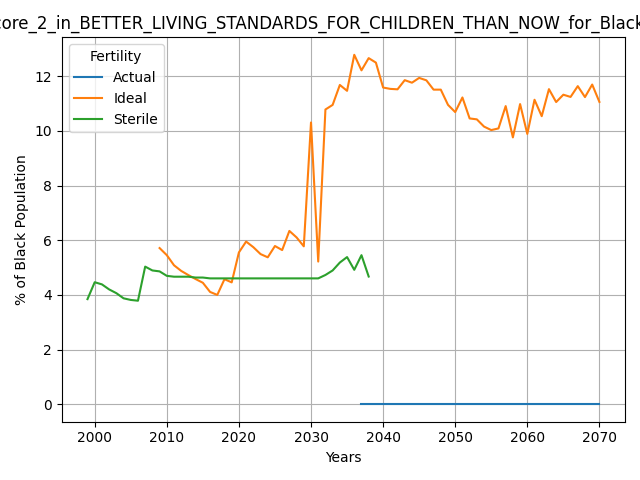 core_2_in_BETTER_LIVING_STANDARDS_FOR_CHILDREN_THAN_NOW_for_Black
Fertility
Actual
Ideal
Sterile
% of Black Population
12
10
8
6
4
2
0
2000 2010 2020 2030 2040 2050 2060 2070
Years